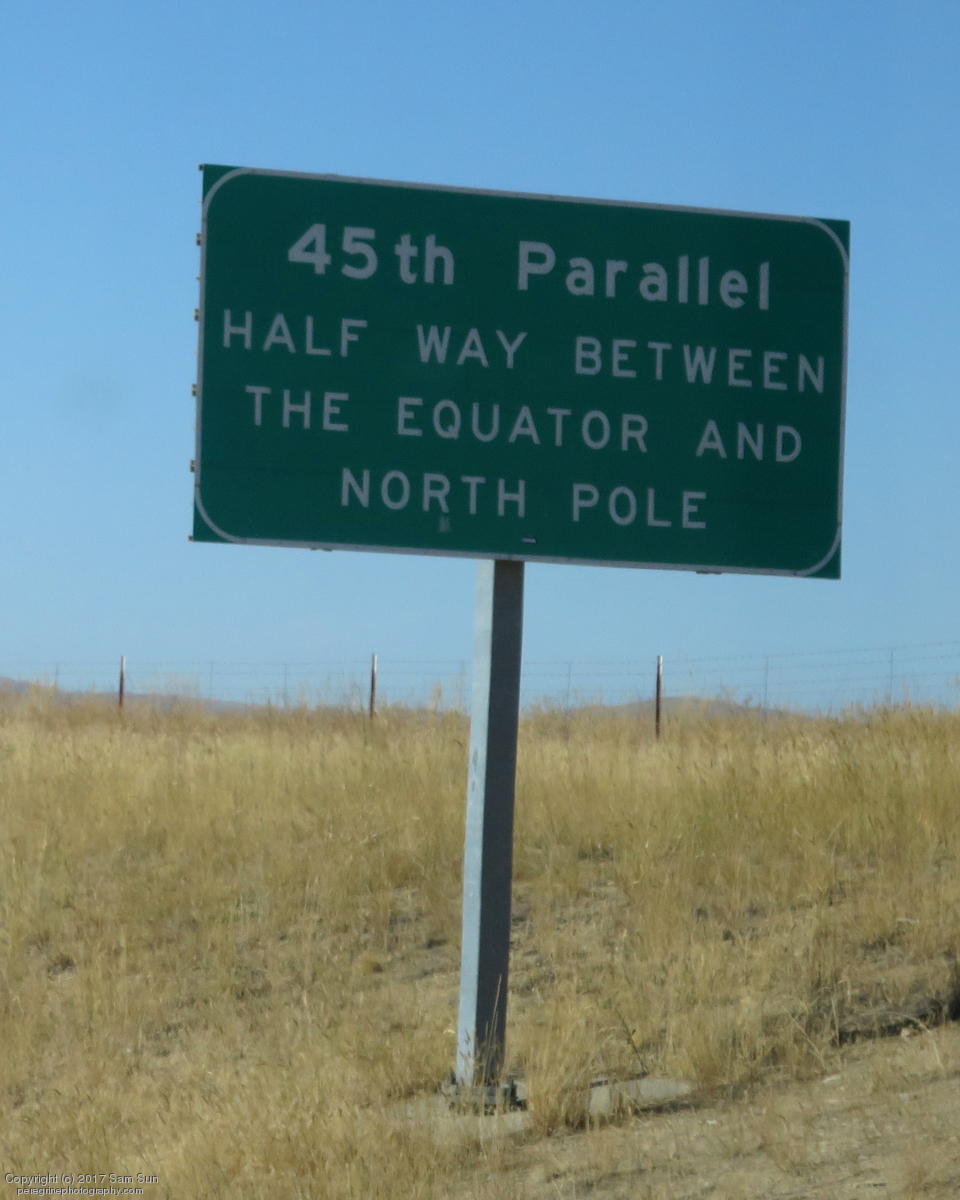 45th Parallel
HALF WAY BETWEEN
THE EQUATOR AND
NORTH POLE
Copyright (c) 2017 Sam Sun
peregrinephotography.com